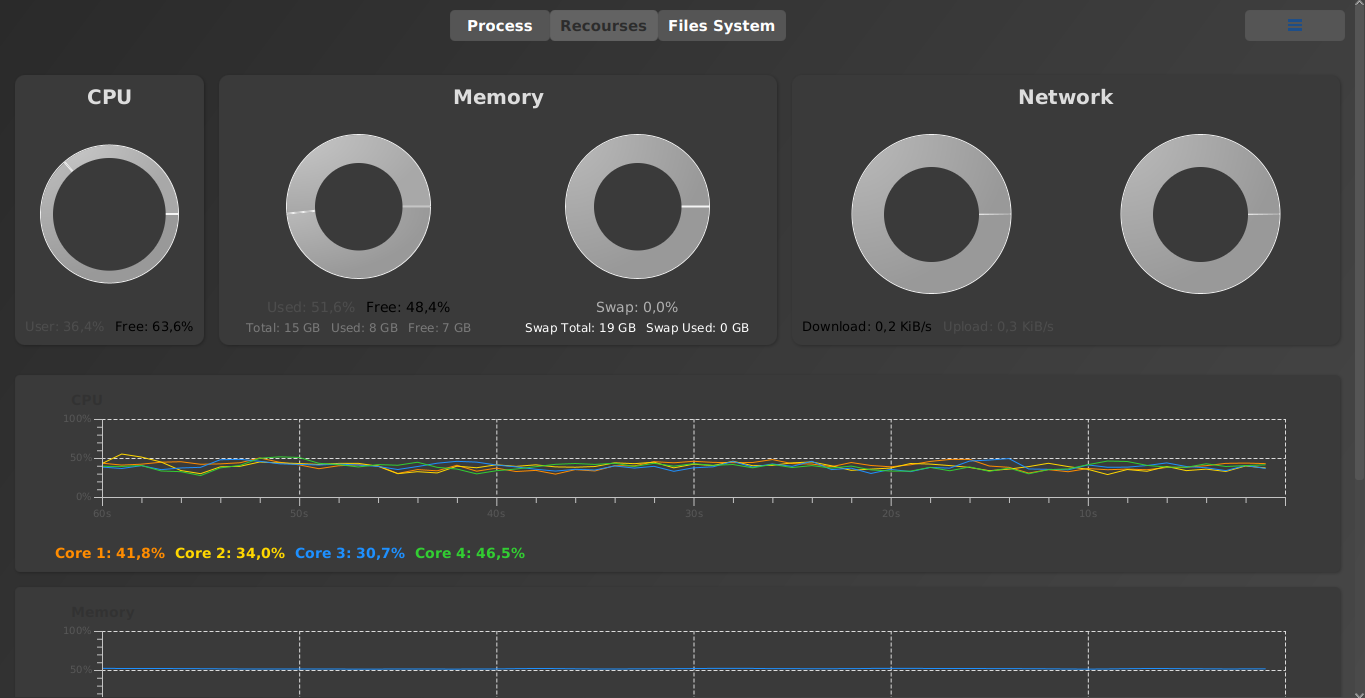 Process Recourses Files System
CPU Memory Network
User: 36,4% Free: 63,6%
Used: 51,6% Free: 48,4%
Total: 15 GB Used: 8 GB Free: 7 GB
Swap: 0,0%
Swap Total: 19 GB Swap Used: 0 GB
Download: 0,2 KiB/s Upload: 0,3 KiB/s
CPU
100%
50%
0%
60s 50s 40s 30s 20s 10s
Core 1: 41,8% Core 2: 34,0% Core 3: 30,7% Core 4: 46,5%
Memory
100%
50%